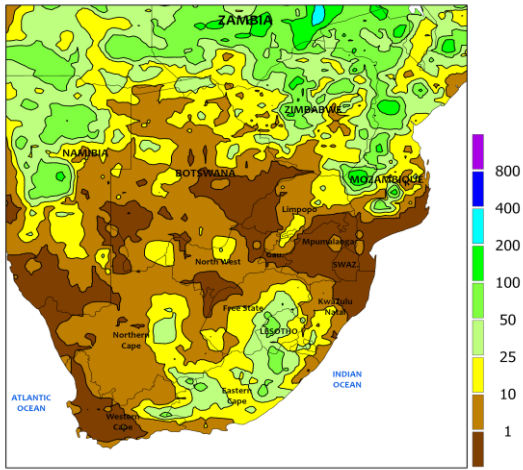 ZAMBIA
ZIMBABWE
NAMIBIA
BOTSWANA
MOZAMBIQUE
Limpopo
Mpumalanga
Gau.
SWAZ.
North West
KwaZulu
Natal
Free State
LESOTHO
Northern
Cape
Eastern
Cape
Western
Cape
ATLANTIC
OCEAN
INDIAN
OCEAN
800
400
200
100
50
25
10
1